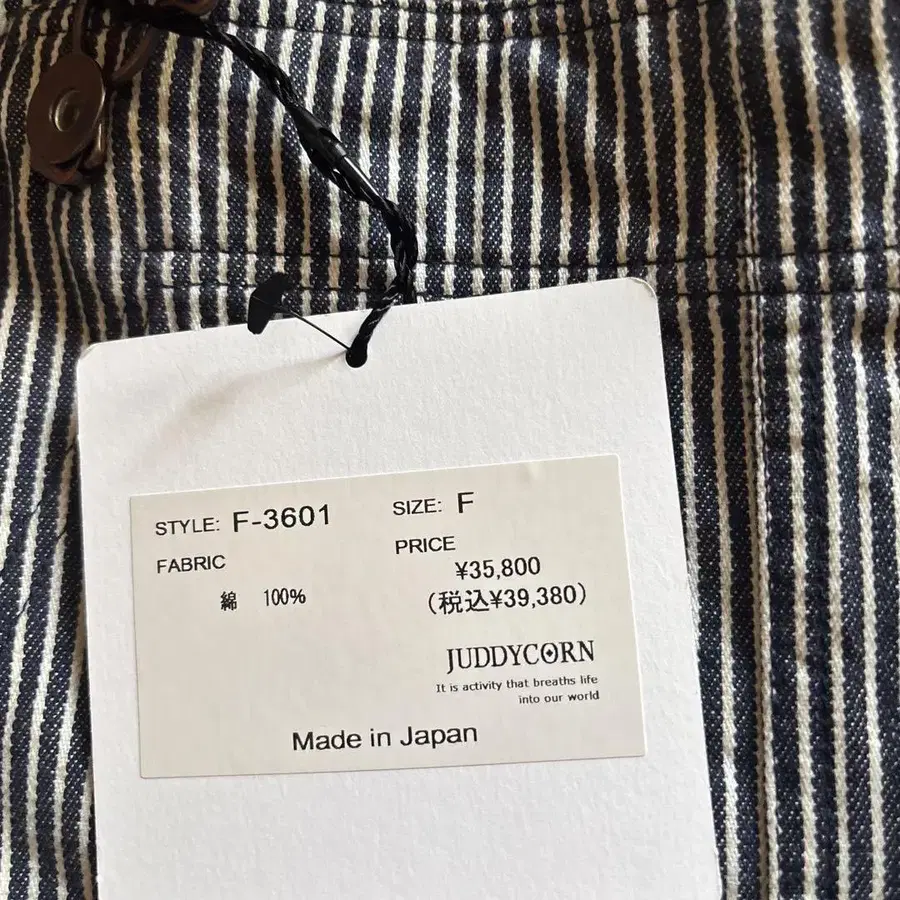 STYLE: F-3601
SIZE: F
FABRIC
綿 100%
PRICE
¥35,800
(税込¥39,380)
JUDDYCORN
It is activity that breaths life
into our world
Made in Japan